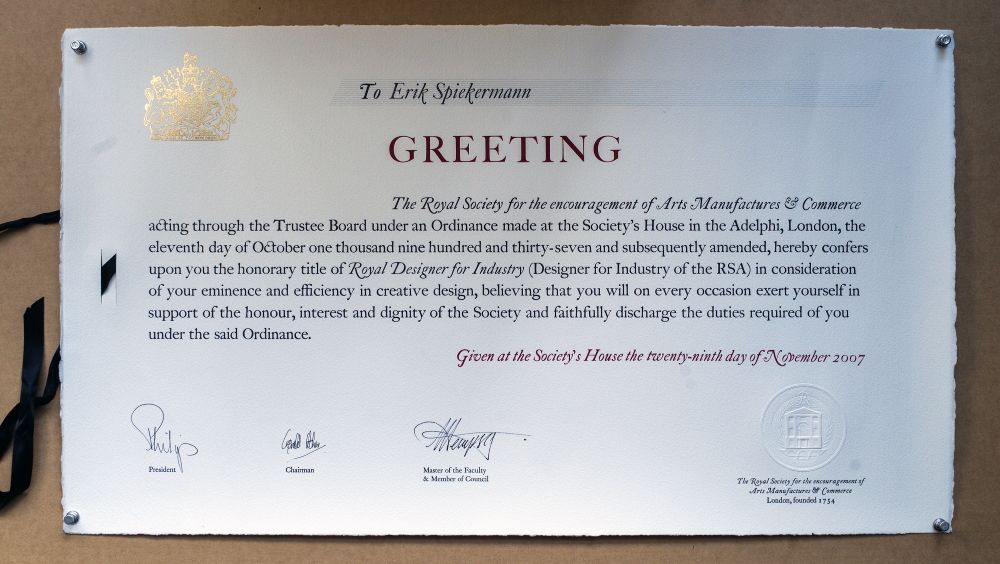 To Erik Spiekermann
GREETING
The Royal Society for the encouragement of Arts Manufactures & Commerce
acting through the Trustee Board under an Ordinance made at the Society's House in the Adelphi, London, the
eleventh day of October one thousand nine hundred and thirty-seven and subsequently amended, hereby confers
upon you the honorary title of Royal Designer for Industry (Designer for Industry of the RSA) in consideration
of your eminence and efficiency in creative design, believing that you will on every occasion exert yourself in
support of the honour, interest and dignity of the Society and faithfully discharge the duties required of you
under the said Ordinance.
Given at the Society's House the twenty-ninth day of November 2007
Philip
President
Chairman
Master of the Faculty
& Member of Council
The Royal Society for the encouragement of
Arts Manufactures & Commerce
London, founded 1754